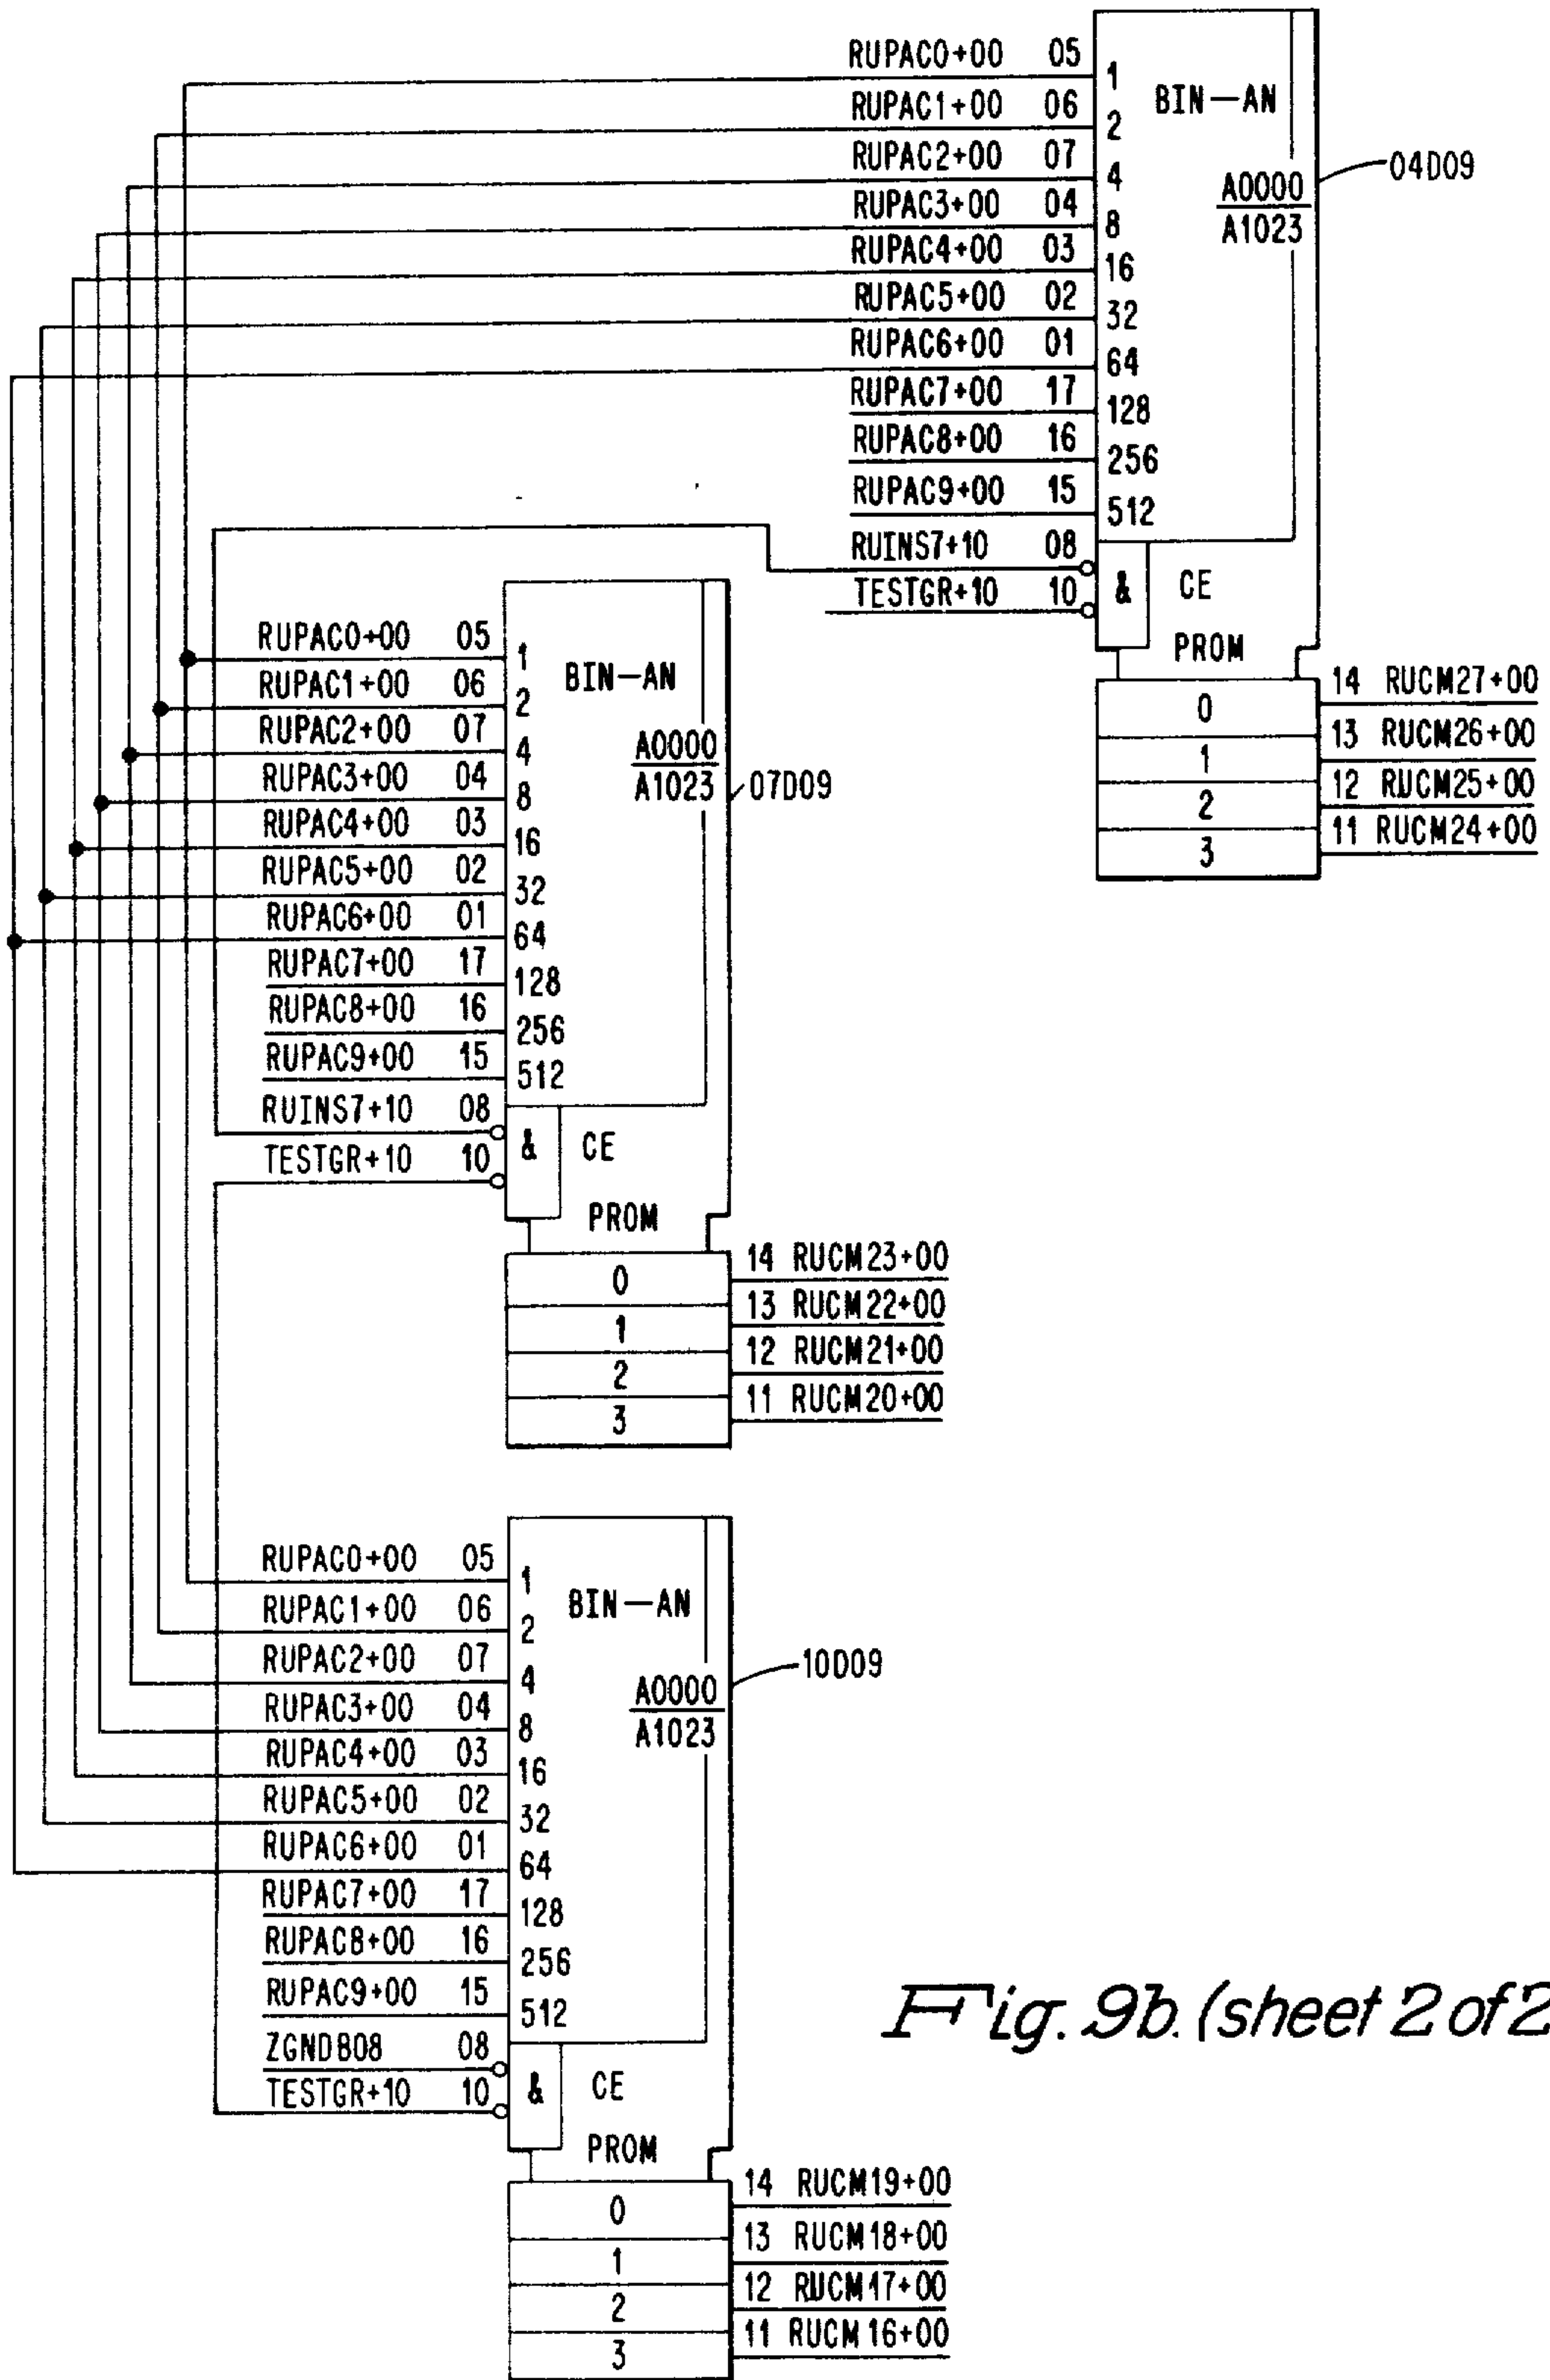 RUPAC0+00 05 1 BIN—AN
RUPAC1+00 06 2
RUPAC2+00 07 4 A0000 04D09
RUPAC3+00 04 8 A1023
RUPAC4+00 03 16
RUPAC5+00 02 32
RUPAC6+00 01 64
RUPAC7+00 17 128
RUPAC8+00 16 256
RUPAC9+00 15 512
RUINS7+10 08
TESTGR+10 10 & CE
PROM
0 14 RUCM27+00
1 13 RUCM26+00
2 12 RUCM25+00
3 11 RUCM24+00
RUPAC0+00 05 1 BIN—AN
RUPAC1+00 06 2
RUPAC2+00 07 4 A0000
RUPAC3+00 04 8 A1023 07D09
RUPAC4+00 03 16
RUPAC5+00 02 32
RUPAC6+00 01 64
RUPAC7+00 17 128
RUPAC8+00 16 256
RUPAC9+00 15 512
RUINS7+10 08
TESTGR+10 10 & CE
PROM
0 14 RUCM23+00
1 13 RUCM22+00
2 12 RUCM21+00
3 11 RUCM20+00
RUPAC0+00 05 1 BIN—AN
RUPAC1+00 06 2
RUPAC2+00 07 4 A0000 10D09
RUPAC3+00 04 8 A1023
RUPAC4+00 03 16
RUPAC5+00 02 32
RUPAC6+00 01 64
RUPAC7+00 17 128
RUPAC8+00 16 256
RUPAC9+00 15 512
ZGNDB08 08
TESTGR+10 10 & CE
PROM
0 14 RUCM19+00
1 13 RUCM18+00
2 12 RUCM17+00
3 11 RUCM16+00
Fig. 9b. (sheet 2 of 2